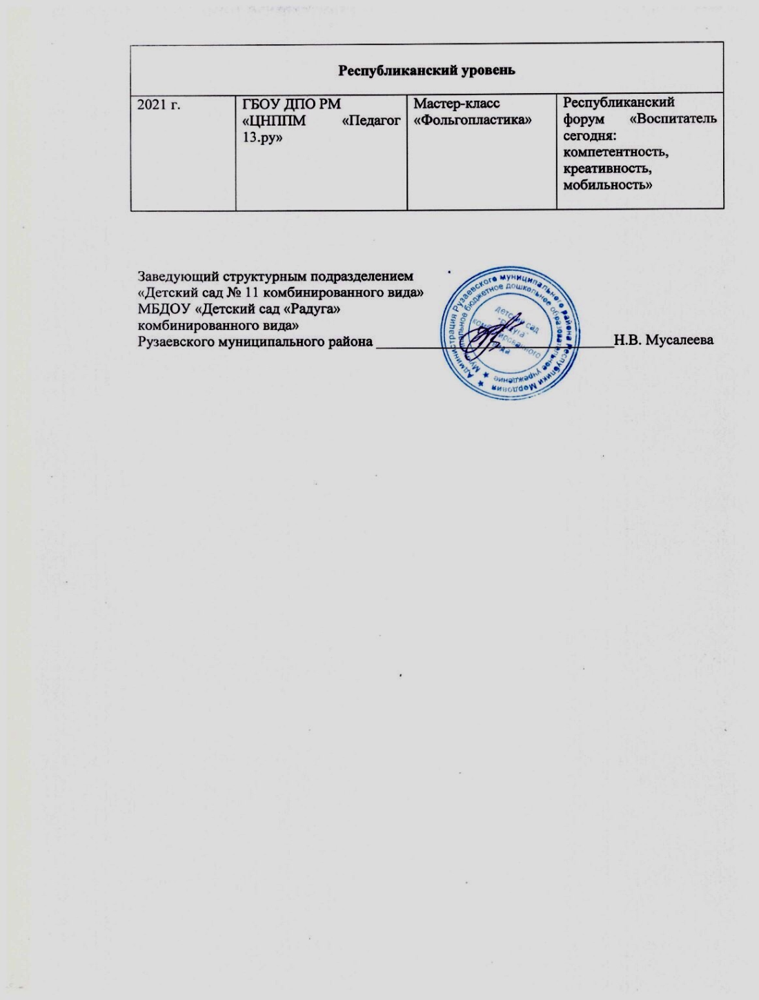 Республиканский уровень
2021 г.
ГБОУ ДПО РМ
«ЦНППМ «Педагог
13.ру»
Мастер-класс
«Фольгопластика»
Республиканский
форум «Воспитатель
сегодня:
компетентность,
креативность,
мобильность»
Заведующий структурным подразделением
«Детский сад № 11 комбинированного вида»
МБДОУ «Детский сад «Радуга»
комбинированного вида»
Рузаевского муниципального района Н.В. Мусалеева
Администрация Рузаевского муниципального района Республики Мордовия
Муниципальное бюджетное дошкольное образовательное учреждение
детский сад
комбинированного
вида